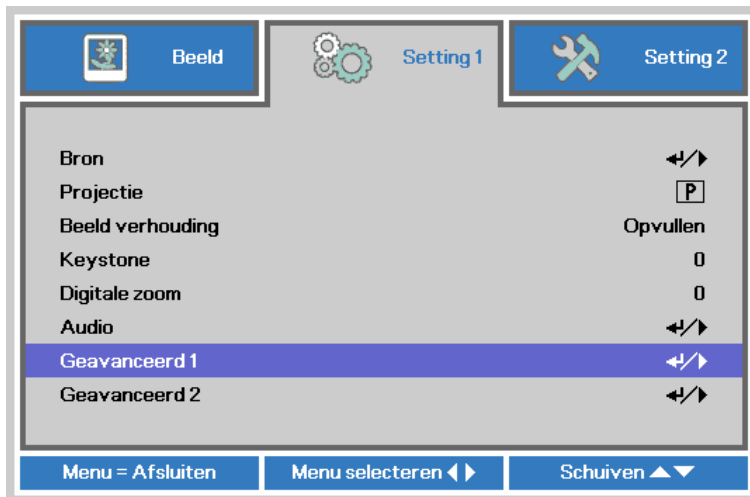 Beeld
Setting 1
Setting 2
Bron
Projectie P
Beeld verhouding Opvullen
Keystone 0
Digitale zoom 0
Audio
Geavanceerd 1
Geavanceerd 2
Menu = Afsluiten
Menu selecteren
Schuiven